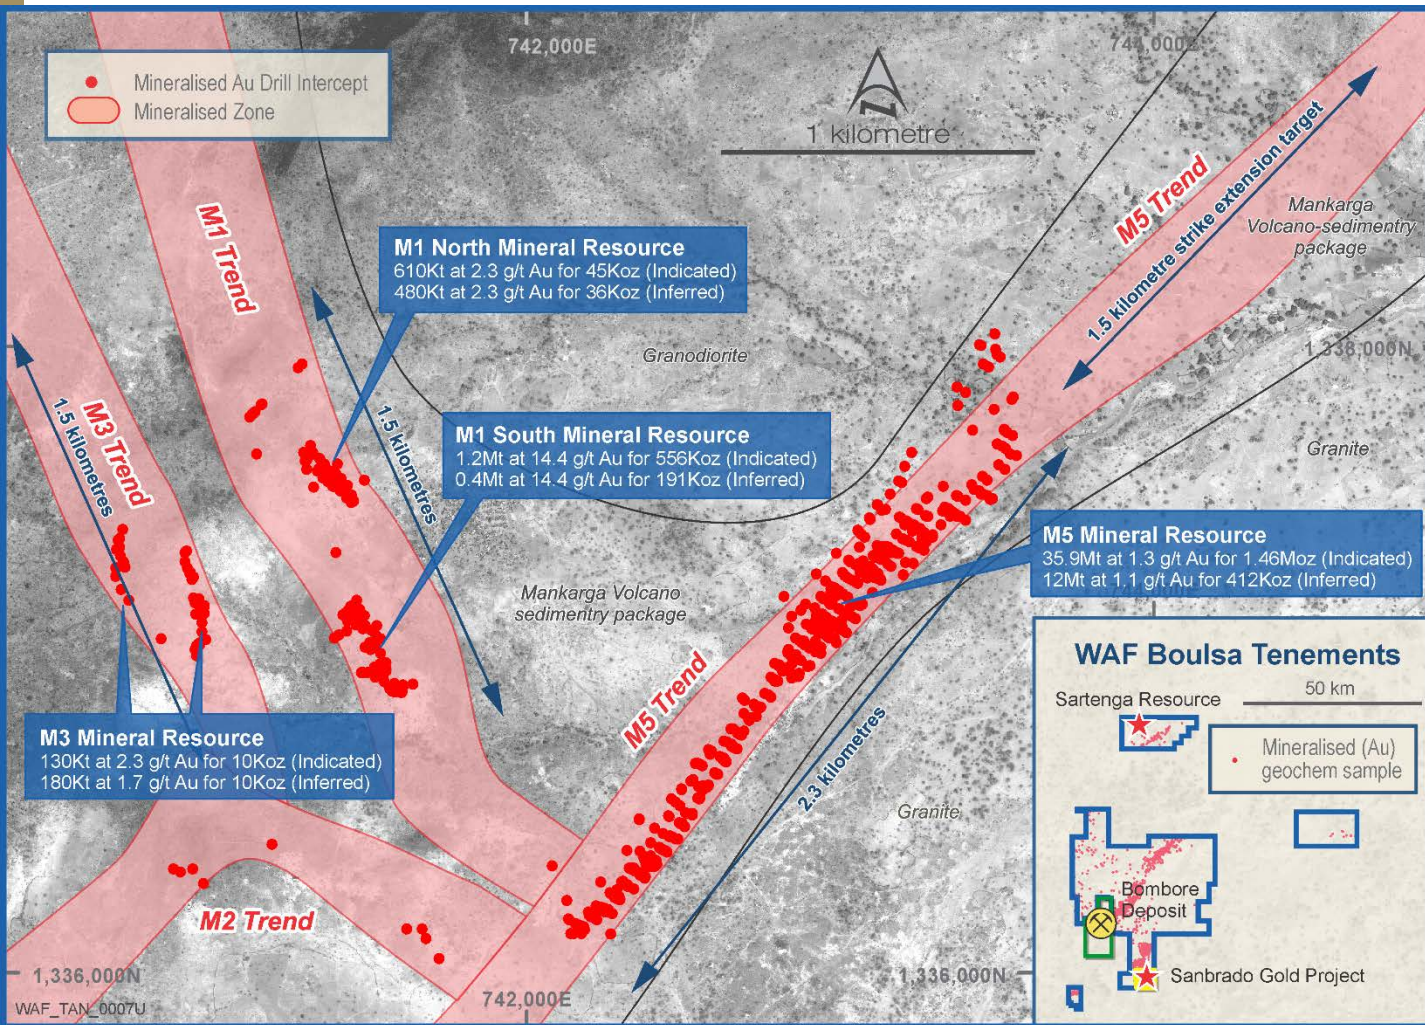 742,000E
744,000E
Mineralised Au Drill Intercept
Mineralised Zone
N
1 kilometre
M1 Trend
M5 Trend
1.5 kilometre strike extension target
Mankarga
Volcano-sedimentry
package
M1 North Mineral Resource
610Kt at 2.3 g/t Au for 45Koz (Indicated)
480Kt at 2.3 g/t Au for 36Koz (Inferred)
Granodiorite
1,338,000N
M3 Trend
1.5 kilometres
1.5 kilometres
M1 South Mineral Resource
1.2Mt at 14.4 g/t Au for 556Koz (Indicated)
0.4Mt at 14.4 g/t Au for 191Koz (Inferred)
Granite
M5 Mineral Resource
35.9Mt at 1.3 g/t Au for 1.46Moz (Indicated)
12Mt at 1.1 g/t Au for 412Koz (Inferred)
Mankarga Volcano
sedimentry package
M5 Trend
2.3 kilometres
M3 Mineral Resource
130Kt at 2.3 g/t Au for 10Koz (Indicated)
180Kt at 1.7 g/t Au for 10Koz (Inferred)
Granite
M2 Trend
1,336,000N
1,336,000N
742,000E
WAF_TAN_0007U
WAF Boulsa Tenements
Sartenga Resource
50 km
Mineralised (Au)
geochem sample
Bombore
Deposit
Sanbrado Gold Project